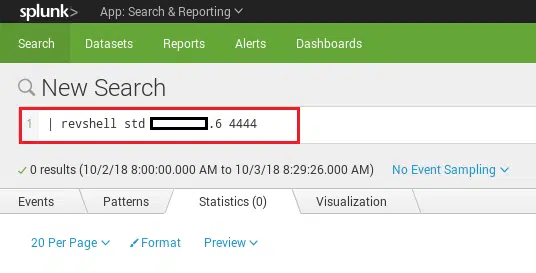 splunk> App: Search & Reporting
Search Datasets Reports Alerts Dashboards
New Search
1 | revshell std .6 4444
✓ 0 results (10/2/18 8:00:00.000 AM to 10/3/18 8:29:26.000 AM) No Event Sampling
Events Patterns Statistics (0) Visualization
20 Per Page Format Preview